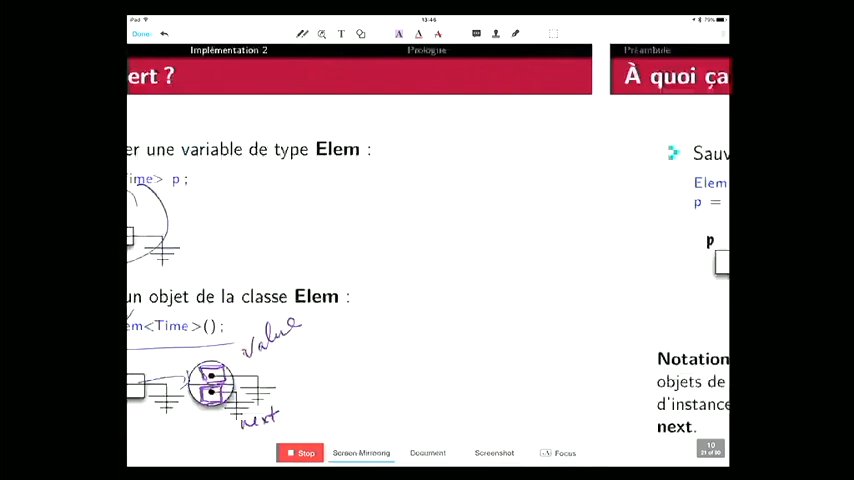 iPad
13:46
79%
Done
T
A
A
A
Implémentation 2
Prologue
Préambule
ert ?
À quoi ça
er une variable de type Elem :
Time> p ;
un objet de la classe Elem :
em<Time>() ;
value
next
Sauv
Elem
p =
p
Notation
objets de
d'instance
next.
Stop
Screen Mirroring
Document
Screenshot
Focus
10
21 of 90